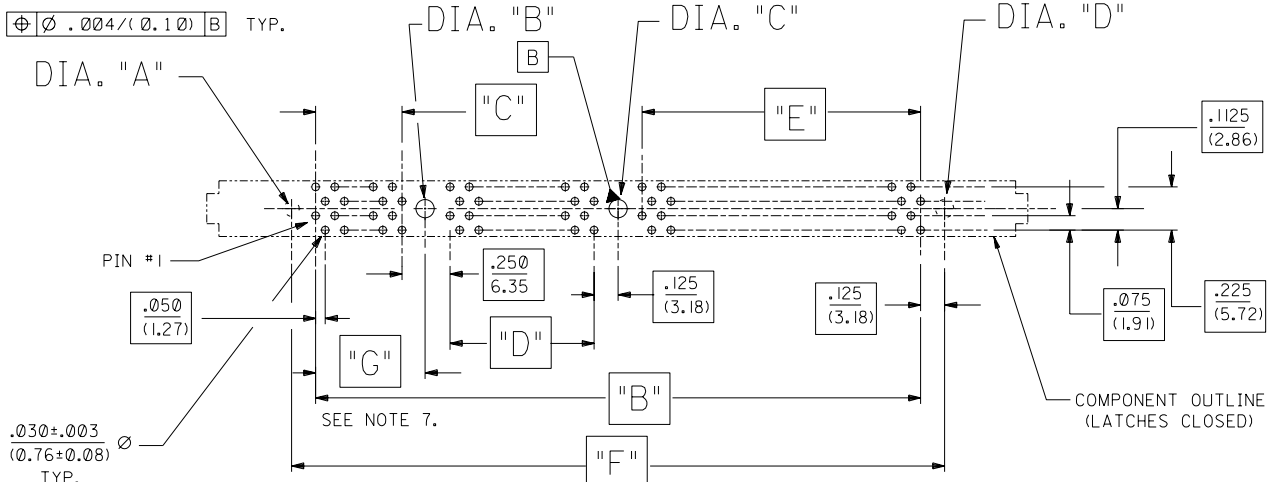 ⌖ Ø .004/(0.10) B TYP.
DIA. "B"
DIA. "C"
DIA. "D"
B
DIA. "A"
"C"
"E"
.1125
(2.86)
PIN #1
.250
6.35
.125
(3.18)
.125
(3.18)
.050
(1.27)
.075
(1.91)
.225
(5.72)
"G"
"D"
"B"
SEE NOTE 7.
COMPONENT OUTLINE
(LATCHES CLOSED)
.030±.003
(0.76±0.08) Ø
TYP.
"F"